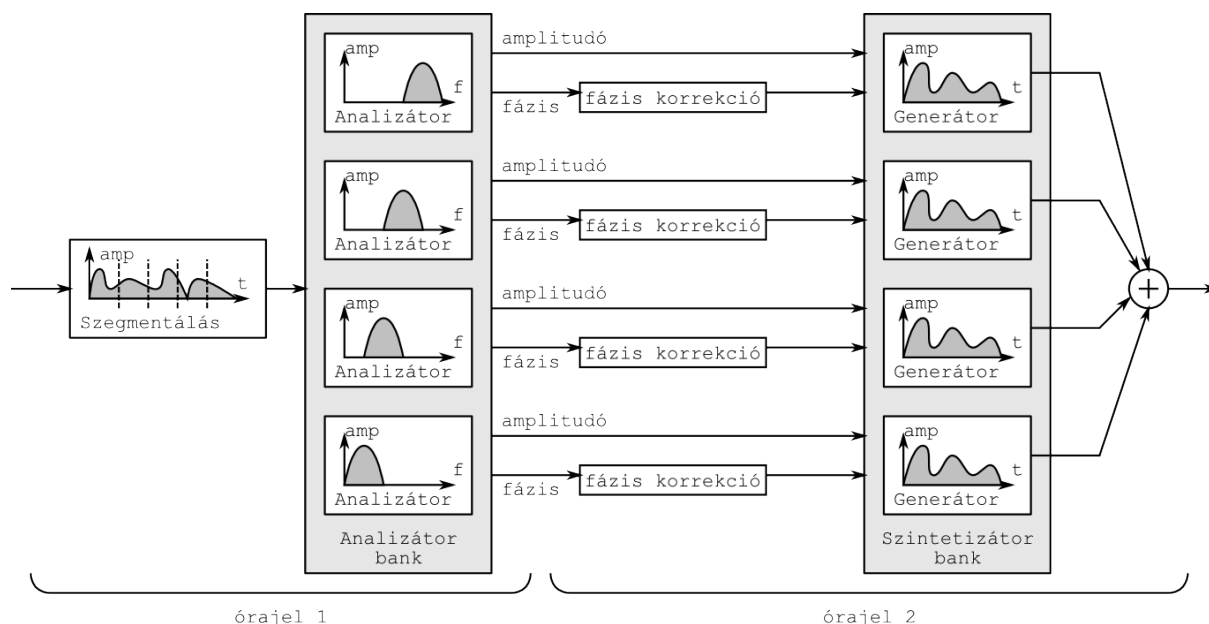 amp
t
Szegmentálás
amp
f
Analizátor
amp
f
Analizátor
amp
f
Analizátor
amp
f
Analizátor
Analizátor
bank
amplitudó
fázis
fázis korrekció
amplitudó
fázis
fázis korrekció
amplitudó
fázis
fázis korrekció
amplitudó
fázis
fázis korrekció
amp
t
Generátor
amp
t
Generátor
amp
t
Generátor
amp
t
Generátor
Szintetizátor
bank
+
órajel 1
órajel 2